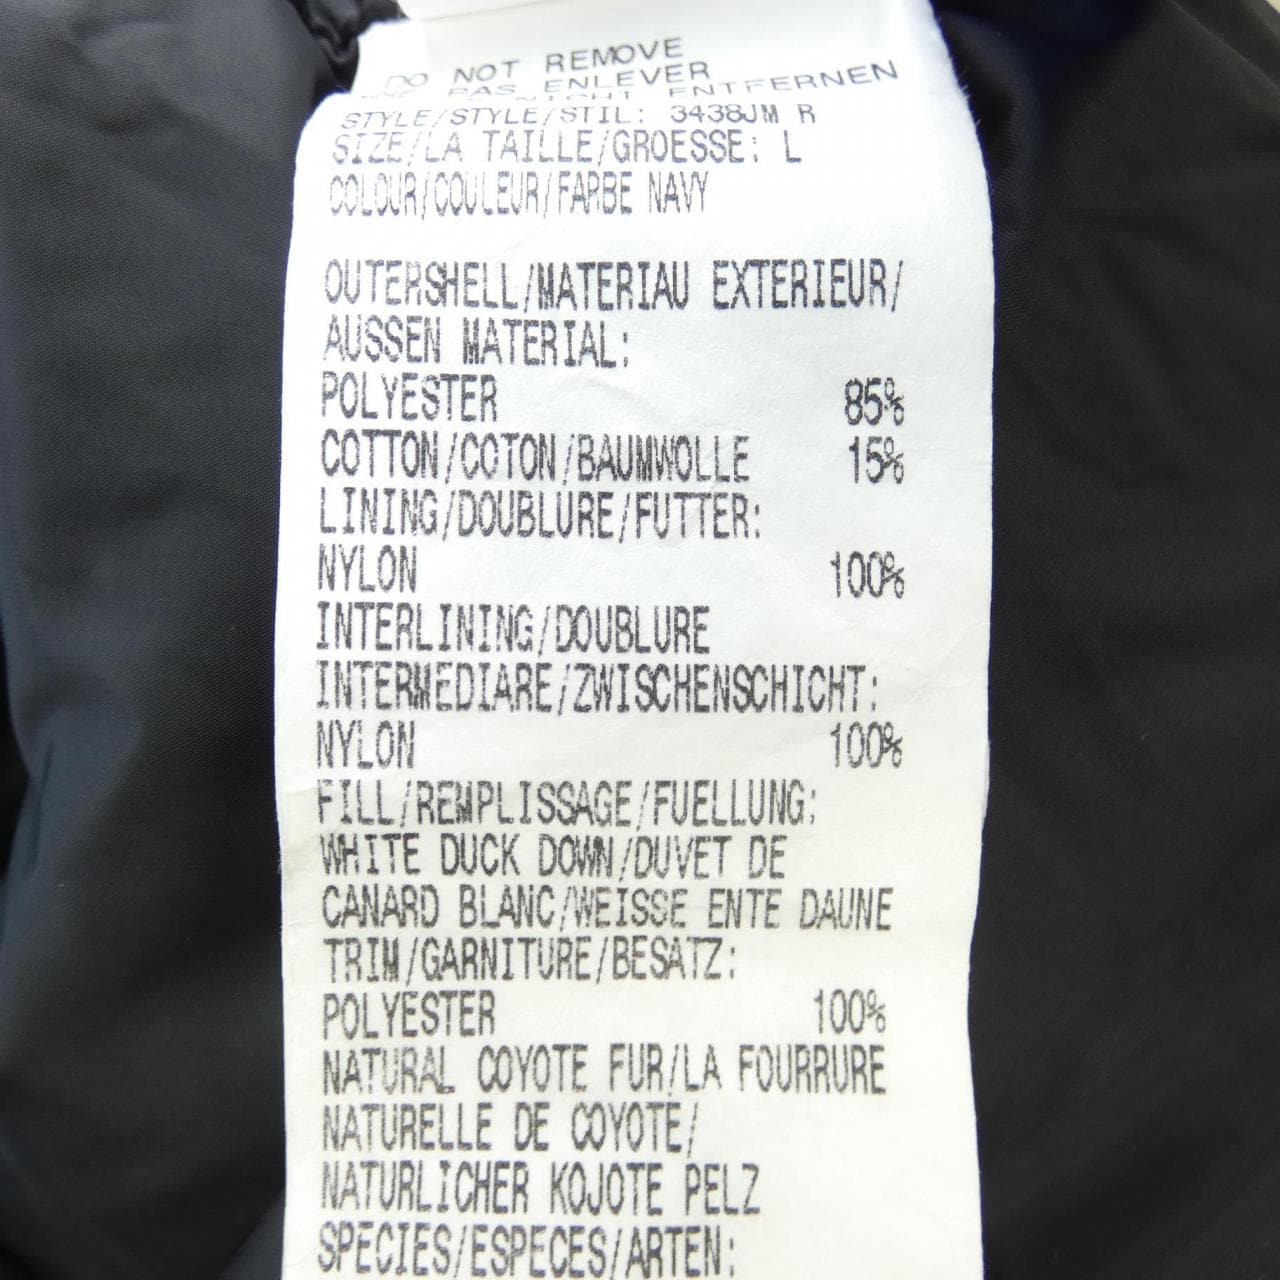 DO NOT REMOVE
PAS ENLEVER
NICHT ENTFERNEN
STYLE/STYLE/STIL: 3438JM R
SIZE/LA TAILLE/GROESSE: L
COLOUR/COULEUR/FARBE NAVY
OUTERSHELL/MATERIAU EXTERIEUR/
AUSSEN MATERIAL:
POLYESTER 85%
COTTON/COTON/BAUMWOLLE 15%
LINING/DOUBLURE/FUTTER:
NYLON 100%
INTERLINING/DOUBLURE
INTERMEDIARE/ZWISCHENSCHICHT:
NYLON 100%
FILL/REMPLISSAGE/FUELLUNG:
WHITE DUCK DOWN/DUVET DE
CANARD BLANC/WEISSE ENTE DAUNE
TRIM/GARNITURE/BESATZ:
POLYESTER 100%
NATURAL COYOTE FUR/LA FOURRURE
NATURELLE DE COYOTE/
NATURLICHER KOJOTE PELZ
SPECIES/ESPECES/ARTEN: